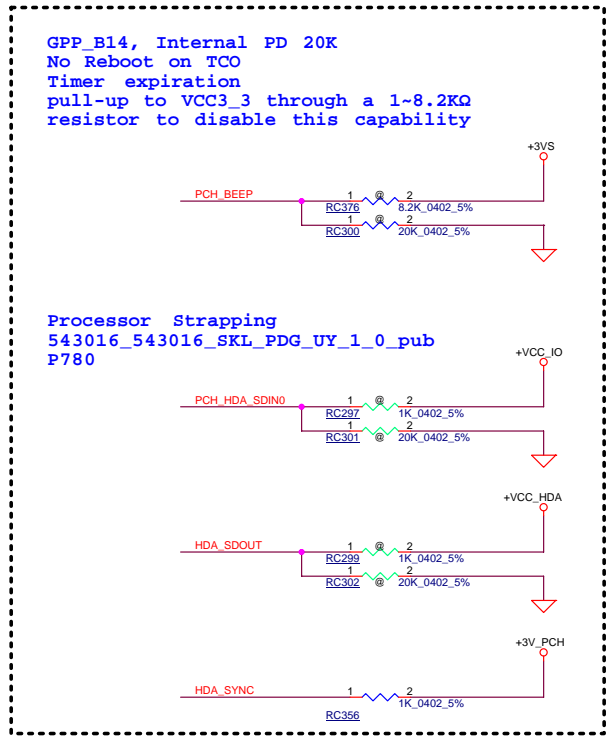 GPP_B14, Internal PD 20K
No Reboot on TCO
Timer expiration
pull-up to VCC3_3 through a 1~8.2KΩ
resistor to disable this capability
+3VS
PCH_BEEP
1 @ 2
RC376 8.2K_0402_5%
1 @ 2
RC300 20K_0402_5%
Processor Strapping
543016_543016_SKL_PDG_UY_1_0_pub
P780
+VCC_IO
PCH_HDA_SDIN0
1 @ 2
RC297 1K_0402_5%
1 2
RC301 @ 20K_0402_5%
+VCC_HDA
HDA_SDOUT
1 @ 2
RC299 1K_0402_5%
1 2
RC302 @ 20K_0402_5%
+3V_PCH
HDA_SYNC
1 2
RC356 1K_0402_5%